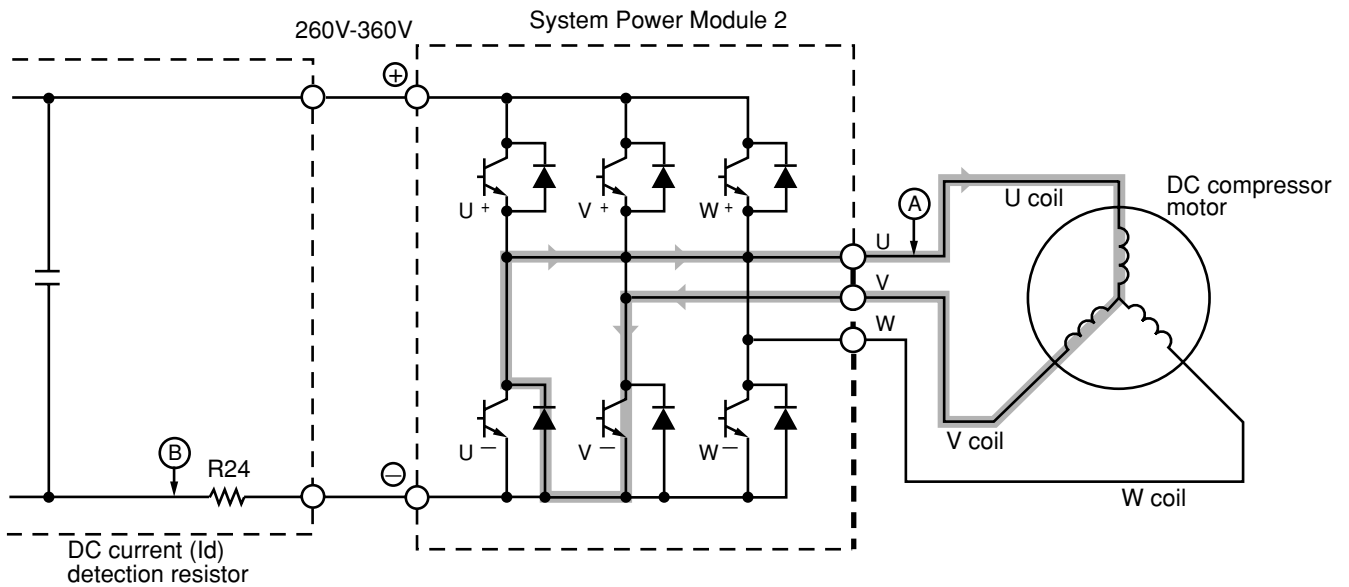 System Power Module 2
260V-360V
+
U +
V +
W +
A
U coil
DC compressor
motor
U
V
W
B
R24
−
U −
V −
W −
V coil
W coil
DC current (Id)
detection resistor